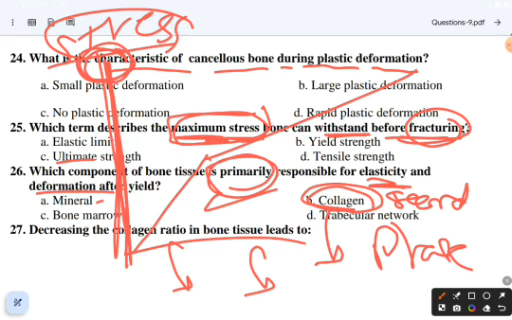 Questions-9.pdf
stress
24. What is the characteristic of cancellous bone during plastic deformation?
a. Small plastic deformation b. Large plastic deformation
c. No plastic deformation d. Rapid plastic deformation
25. Which term describes the maximum stress bone can withstand before fracturing?
a. Elastic limit b. Yield strength
c. Ultimate strength d. Tensile strength
26. Which component of bone tissue is primarily responsible for elasticity and
deformation after yield?
a. Mineral b. Collagen
c. Bone marrow d. Trabecular network
27. Decreasing the collagen ratio in bone tissue leads to: